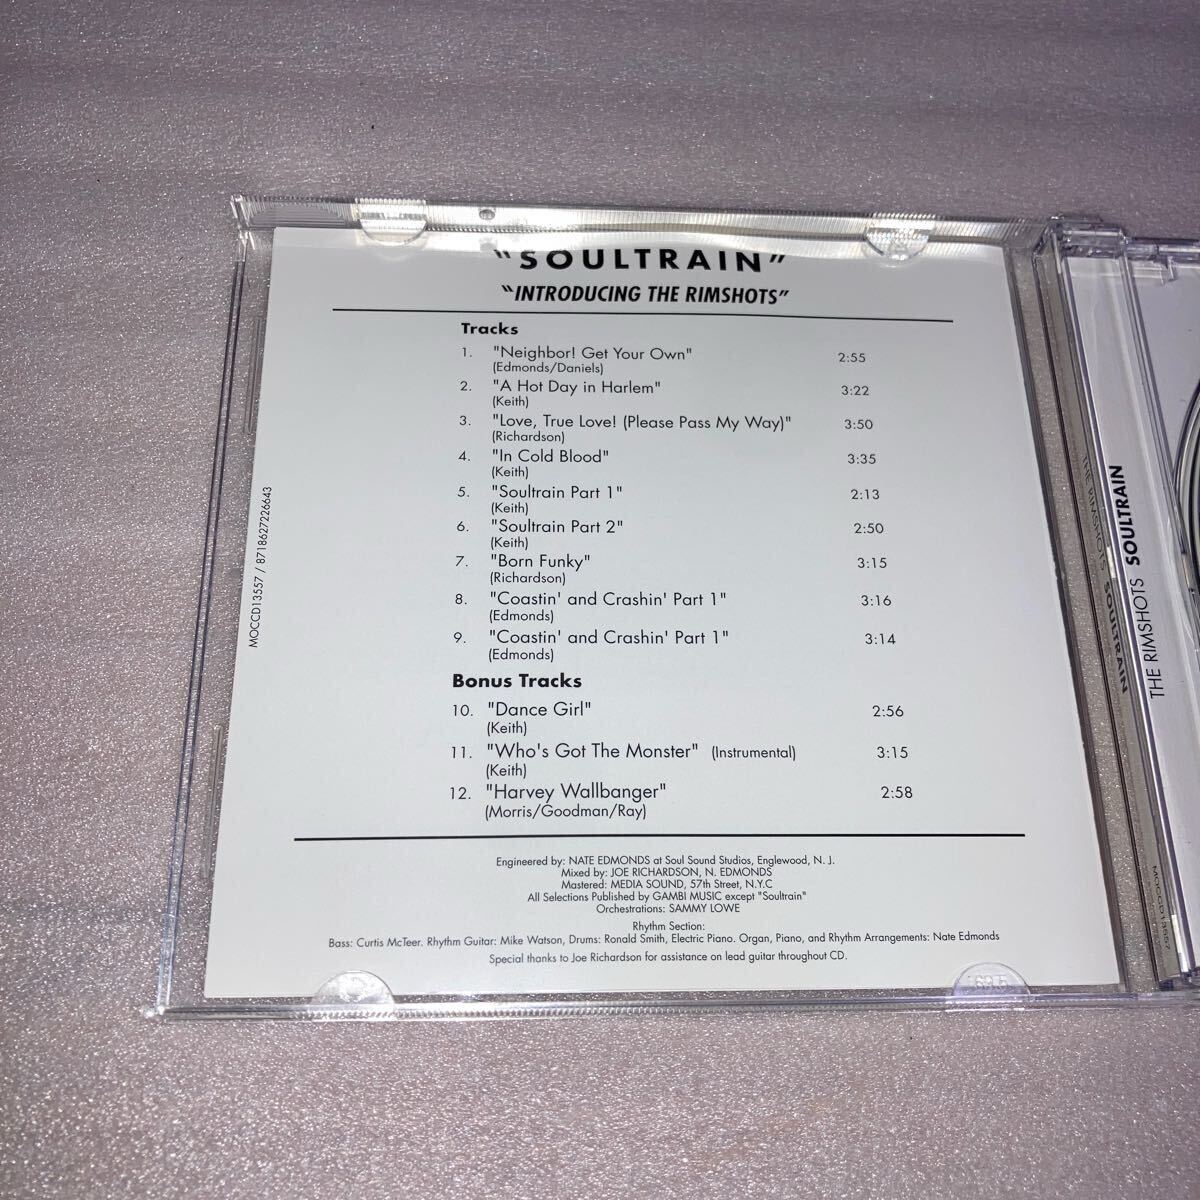 "SOULTRAIN"
"INTRODUCING THE RIMSHOTS"
Tracks
1. "Neighbor! Get Your Own" 2:55
(Edmonds/Daniels)
2. "A Hot Day in Harlem" 3:22
(Keith)
3. "Love, True Love! (Please Pass My Way)" 3:50
(Richardson)
4. "In Cold Blood" 3:35
(Keith)
5. "Soultrain Part 1" 2:13
(Keith)
6. "Soultrain Part 2" 2:50
(Keith)
7. "Born Funky" 3:15
(Richardson)
8. "Coastin' and Crashin' Part 1" 3:16
(Edmonds)
9. "Coastin' and Crashin' Part 1" 3:14
(Edmonds)
Bonus Tracks
10. "Dance Girl" 2:56
(Keith)
11. "Who's Got The Monster" (Instrumental) 3:15
(Keith)
12. "Harvey Wallbanger" 2:58
(Morris/Goodman/Ray)
Engineered by: NATE EDMONDS at Soul Sound Studios, Englewood, N. J.
Mixed by: JOE RICHARDSON, N. EDMONDS
Mastered: MEDIA SOUND, 57th Street, N.Y.C
All Selections Published by GAMBI MUSIC except "Soultrain"
Orchestrations: SAMMY LOWE
Rhythm Section:
Bass: Curtis McTeer. Rhythm Guitar: Mike Watson, Drums: Ronald Smith, Electric Piano. Organ, Piano, and Rhythm Arrangements: Nate Edmonds
Special thanks to Joe Richardson for assistance on lead guitar throughout CD.
MOCCD13557 / 8718627226643
THE RIMSHOTS SOULTRAIN
THE RIMSHOTS SOULTRAIN
MOCCD13557